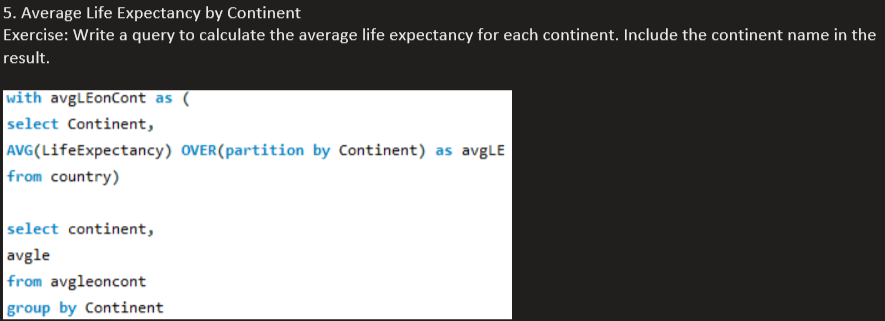 5. Average Life Expectancy by Continent
Exercise: Write a query to calculate the average life expectancy for each continent. Include the continent name in the
result.
with avgLEonCont as (
select Continent,
AVG(LifeExpectancy) OVER(partition by Continent) as avgLE
from country)
select continent,
avgle
from avgleoncont
group by Continent